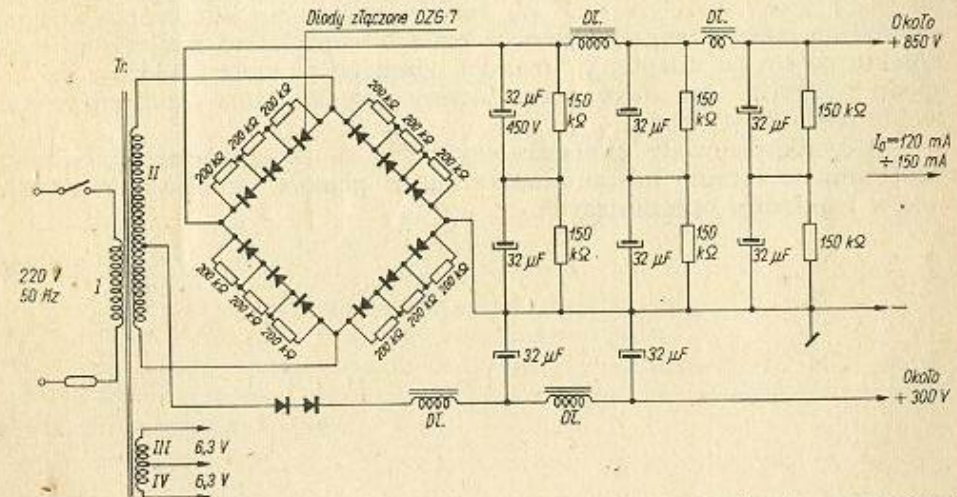 Diody złączone DZG 7
Dł.
Dł.
Około
+ 850 V
Tr.
200 kΩ
200 kΩ
200 kΩ
200 kΩ
200 kΩ
200 kΩ
32 μF
450 V
150
kΩ
32 μF
150
kΩ
32 μF
150 kΩ
I₀=120 mA
÷ 150 mA
II
I
220 V
50 Hz
200 kΩ
200 kΩ
200 kΩ
200 kΩ
200 kΩ
200 kΩ
32 μF
150
kΩ
32 μF
150
kΩ
32 μF
150 kΩ
−
32 μF
32 μF
Około
+ 300 V
Dł.
Dł.
III 6,3 V
IV 6,3 V